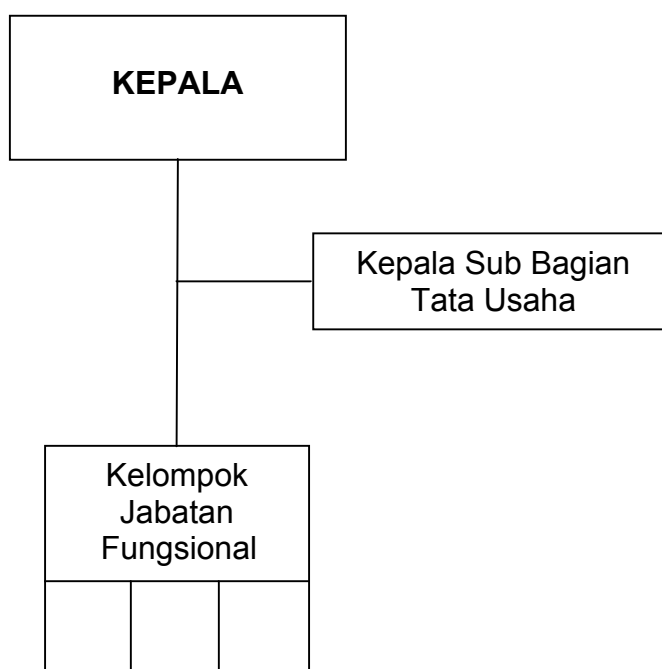 KEPALA
Kepala Sub Bagian
Tata Usaha
Kelompok
Jabatan
Fungsional